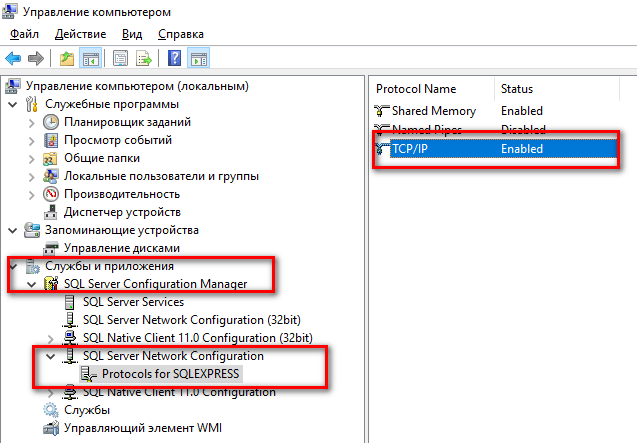 Управление компьютером
Файл Действие Вид Справка
Управление компьютером (локальным)
Служебные программы
Планировщик заданий
Просмотр событий
Общие папки
Локальные пользователи и группы
Производительность
Диспетчер устройств
Запоминающие устройства
Управление дисками
Службы и приложения
SQL Server Configuration Manager
SQL Server Services
SQL Server Network Configuration (32bit)
SQL Native Client 11.0 Configuration (32bit)
SQL Server Network Configuration
Protocols for SQLEXPRESS
SQL Native Client 11.0 Configuration
Службы
Управляющий элемент WMI
Protocol Name Status
Shared Memory Enabled
Named Pipes Disabled
TCP/IP Enabled